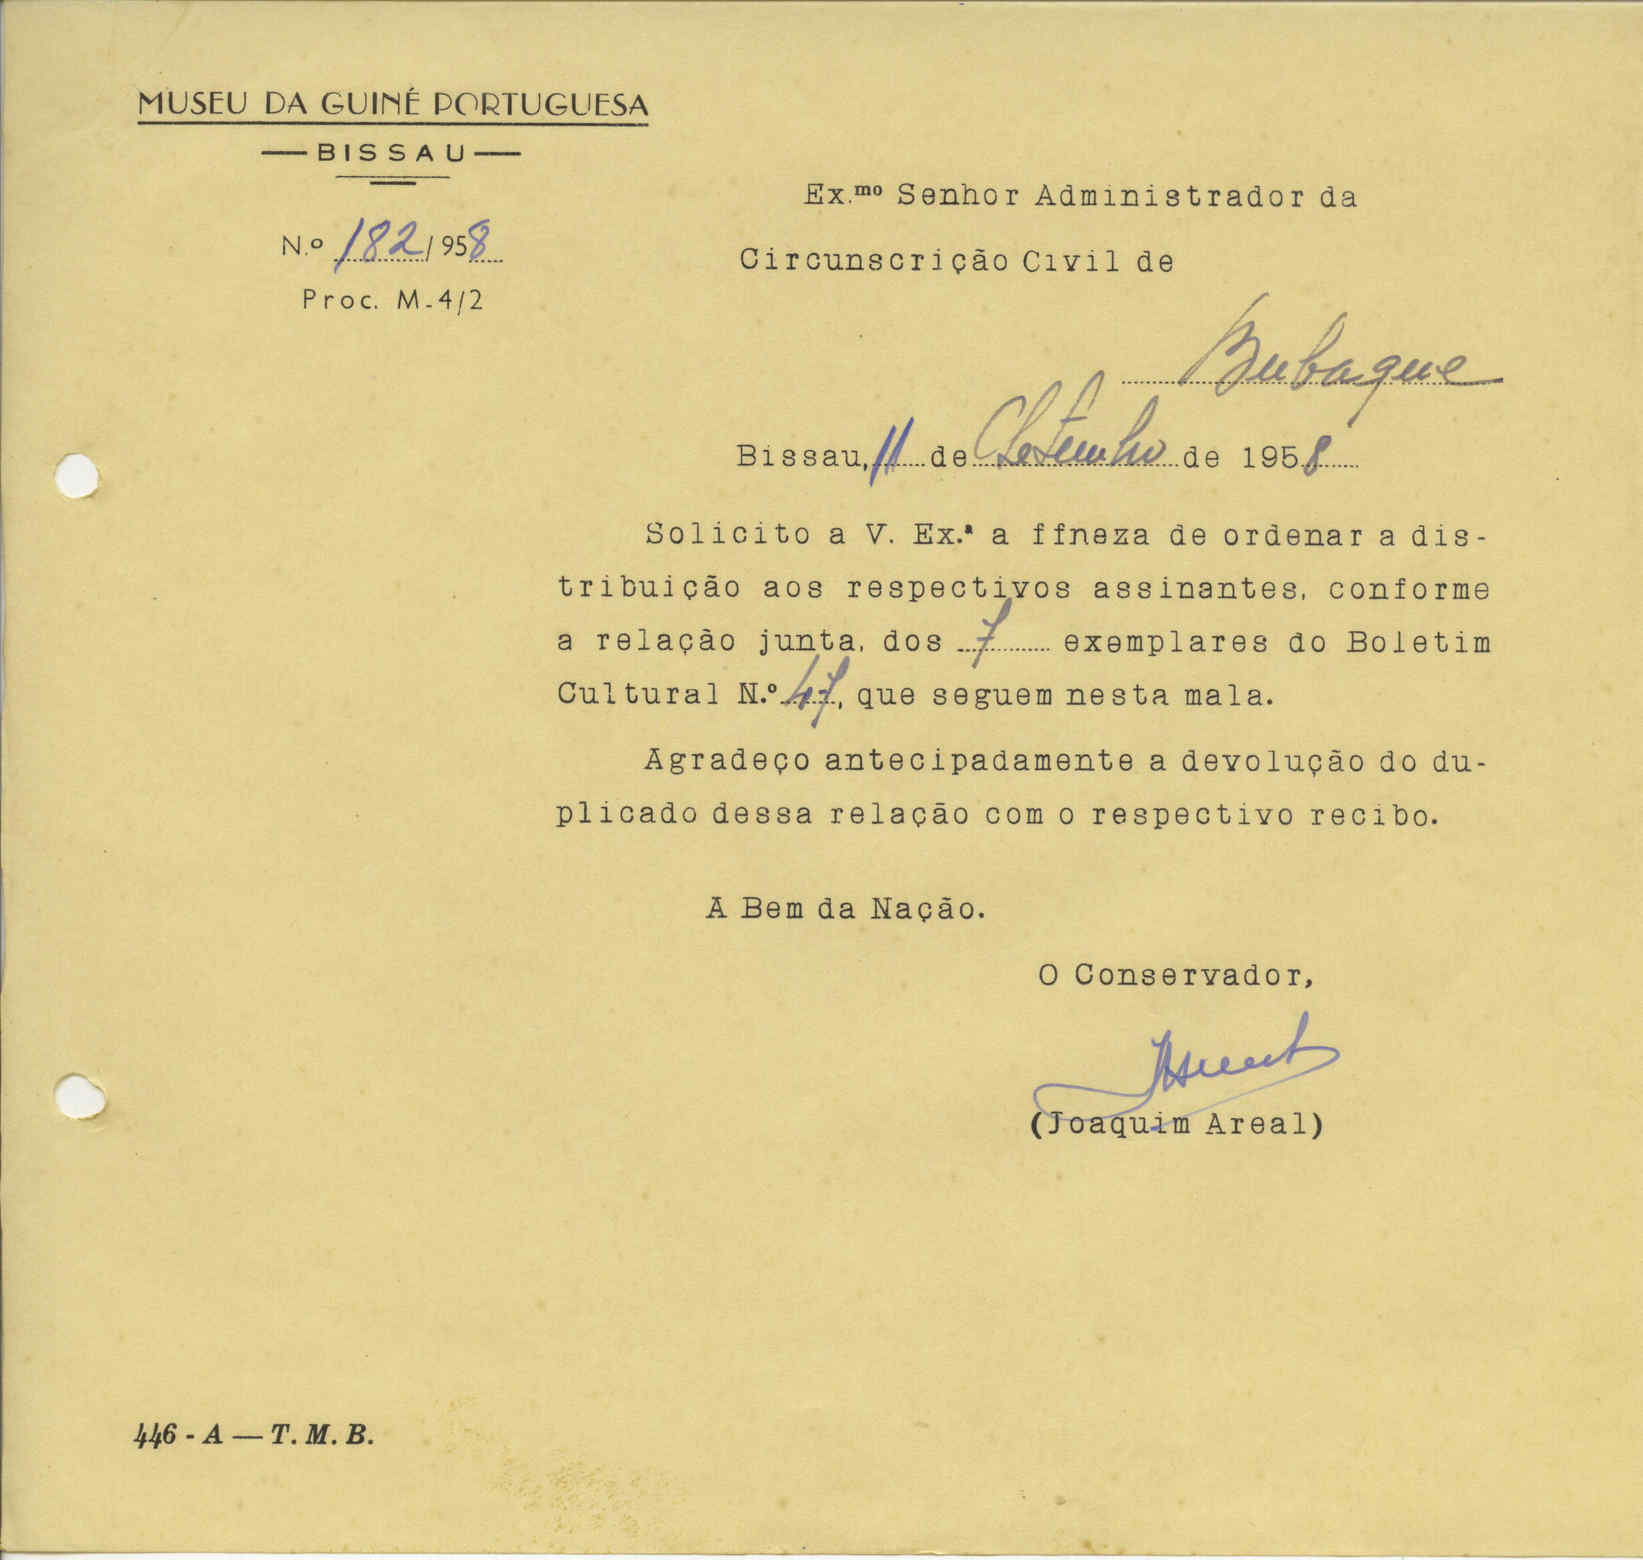 MUSEU DA GUINÉ PORTUGUESA
— BISSAU —
N.º 182/958
Proc. M-4/2
Ex.mo Senhor Administrador da
Circunscrição Civil de
Bubaque
Bissau, 11 de Setembro de 1958
Solicito a V. Ex.ª a ffneza de ordenar a dis-
tribuição aos respectivos assinantes, conforme
a relação junta, dos 7 exemplares do Boletim
Cultural N.º 47, que seguem nesta mala.
Agradeço antecipadamente a devolução do du-
plicado dessa relação com o respectivo recibo.
A Bem da Nação.
O Conservador,
(Joaquim Areal)
446 - A — T. M. B.